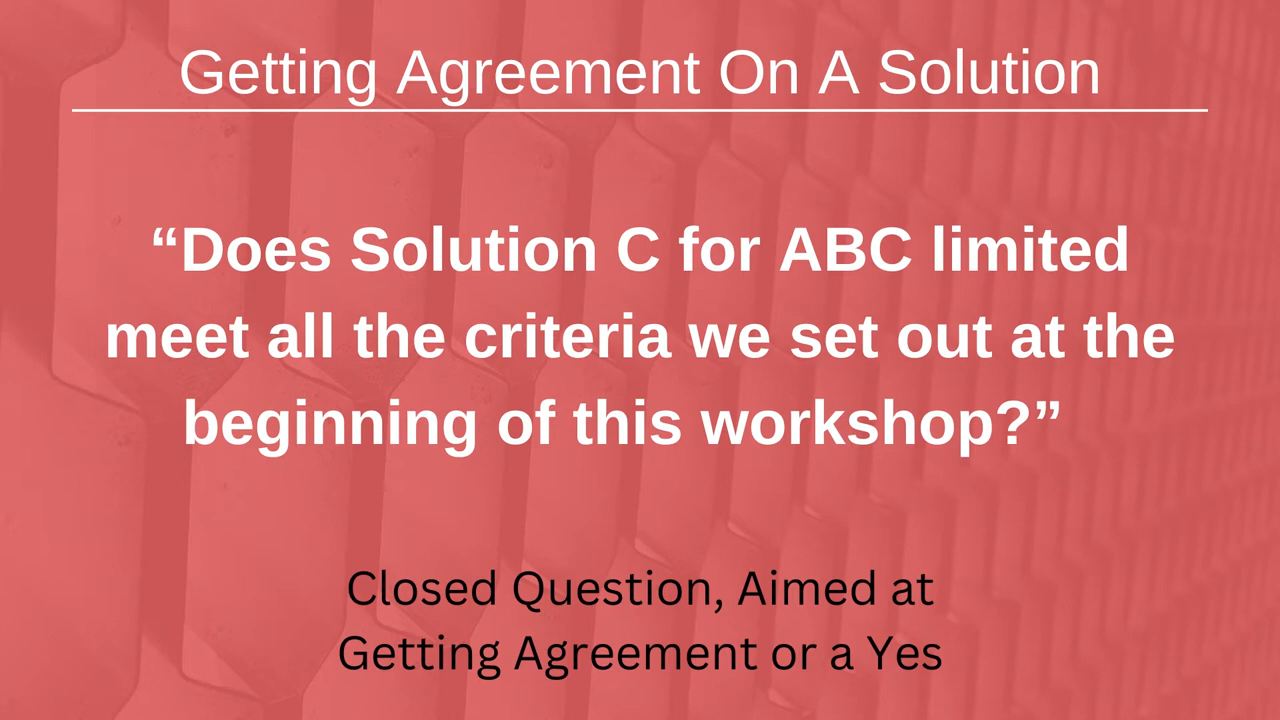 Getting Agreement On A Solution
“Does Solution C for ABC limited
meet all the criteria we set out at the
beginning of this workshop?”
Closed Question, Aimed at
Getting Agreement or a Yes